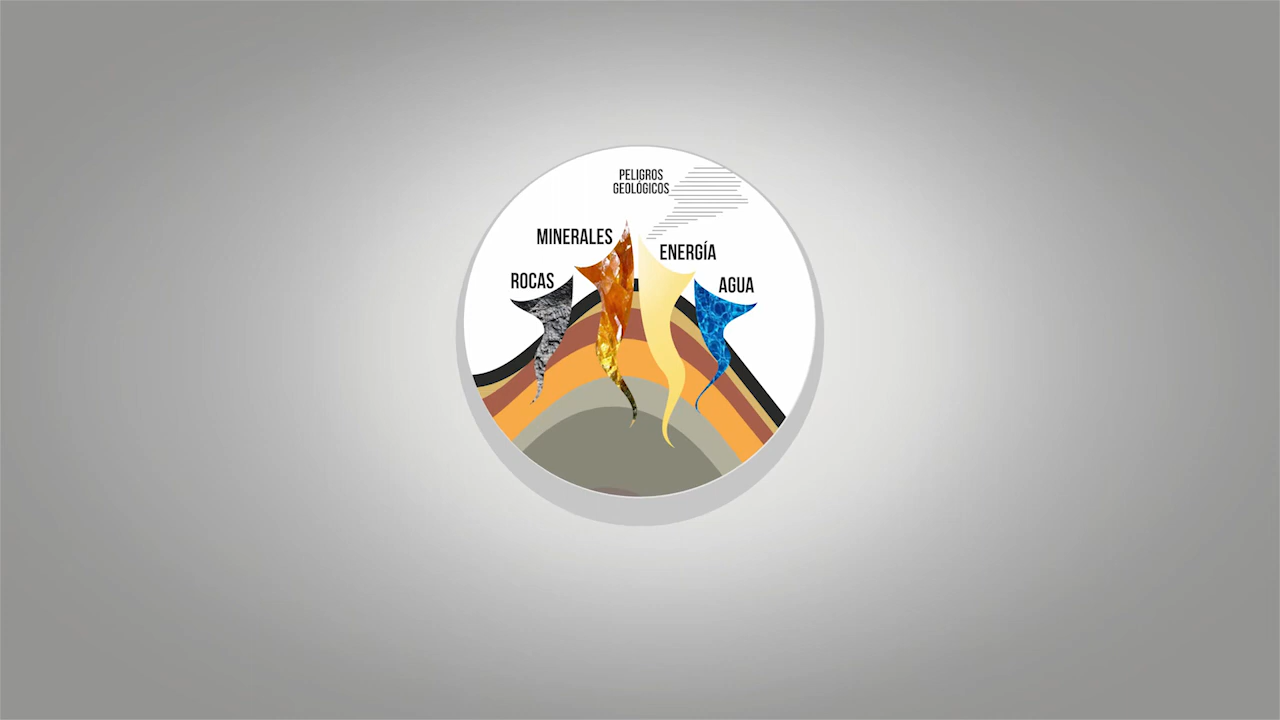 PELIGROS
GEOLÓGICOS
MINERALES
ENERGÍA
ROCAS
AGUA